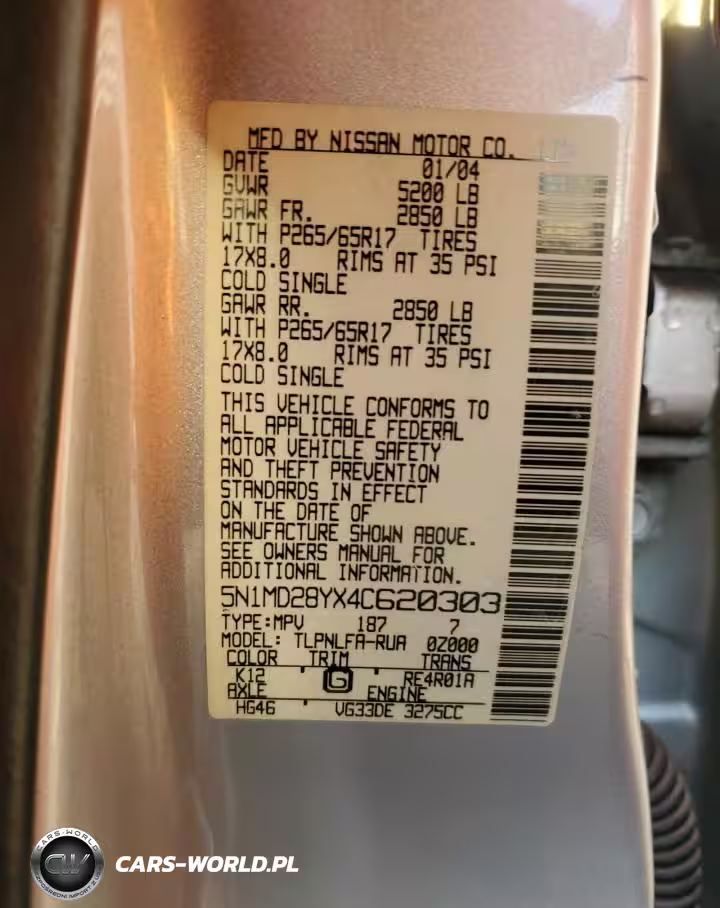 MFD BY NISSAN MOTOR CO.
DATE 01/04
GVWR 5200 LB
GAWR FR. 2850 LB
WITH P265/65R17 TIRES
17X8.0 RIMS AT 35 PSI
COLD SINGLE
GAWR RR. 2850 LB
WITH P265/65R17 TIRES
17X8.0 RIMS AT 35 PSI
COLD SINGLE
THIS VEHICLE CONFORMS TO
ALL APPLICABLE FEDERAL
MOTOR VEHICLE SAFETY
AND THEFT PREVENTION
STANDARDS IN EFFECT
ON THE DATE OF
MANUFACTURE SHOWN ABOVE.
SEE OWNERS MANUAL FOR
ADDITIONAL INFORMATION.
5N1MD28YX4C620303
TYPE:MPV 187 7
MODEL: TLPNLFA-RUA 0Z000
COLOR TRIM TRANS
K12 G RE4R01A
AXLE ENGINE
HG46 VG33DE 3275CC
CARS-WORLD
CW
CARS-WORLD.PL